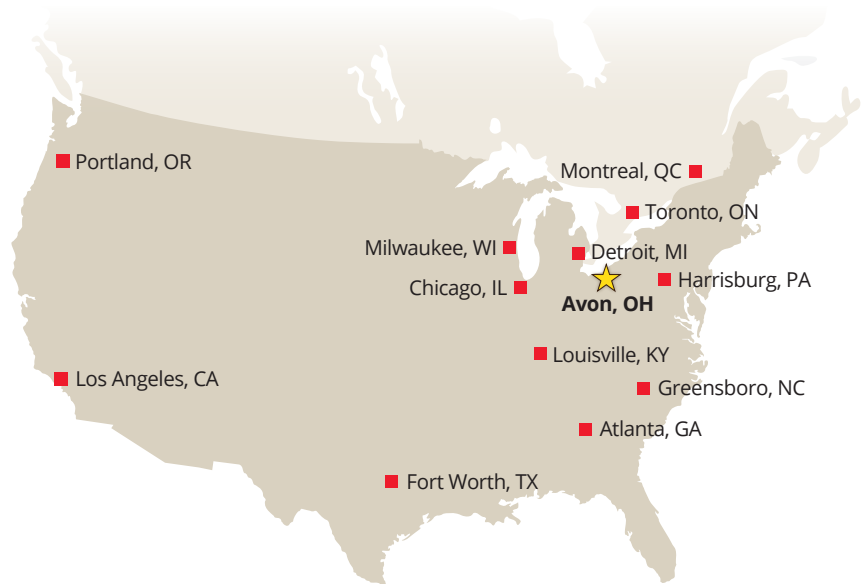 Portland, OR
Montreal, QC
Toronto, ON
Milwaukee, WI
Detroit, MI
Chicago, IL
Harrisburg, PA
Avon, OH
Louisville, KY
Los Angeles, CA
Greensboro, NC
Atlanta, GA
Fort Worth, TX